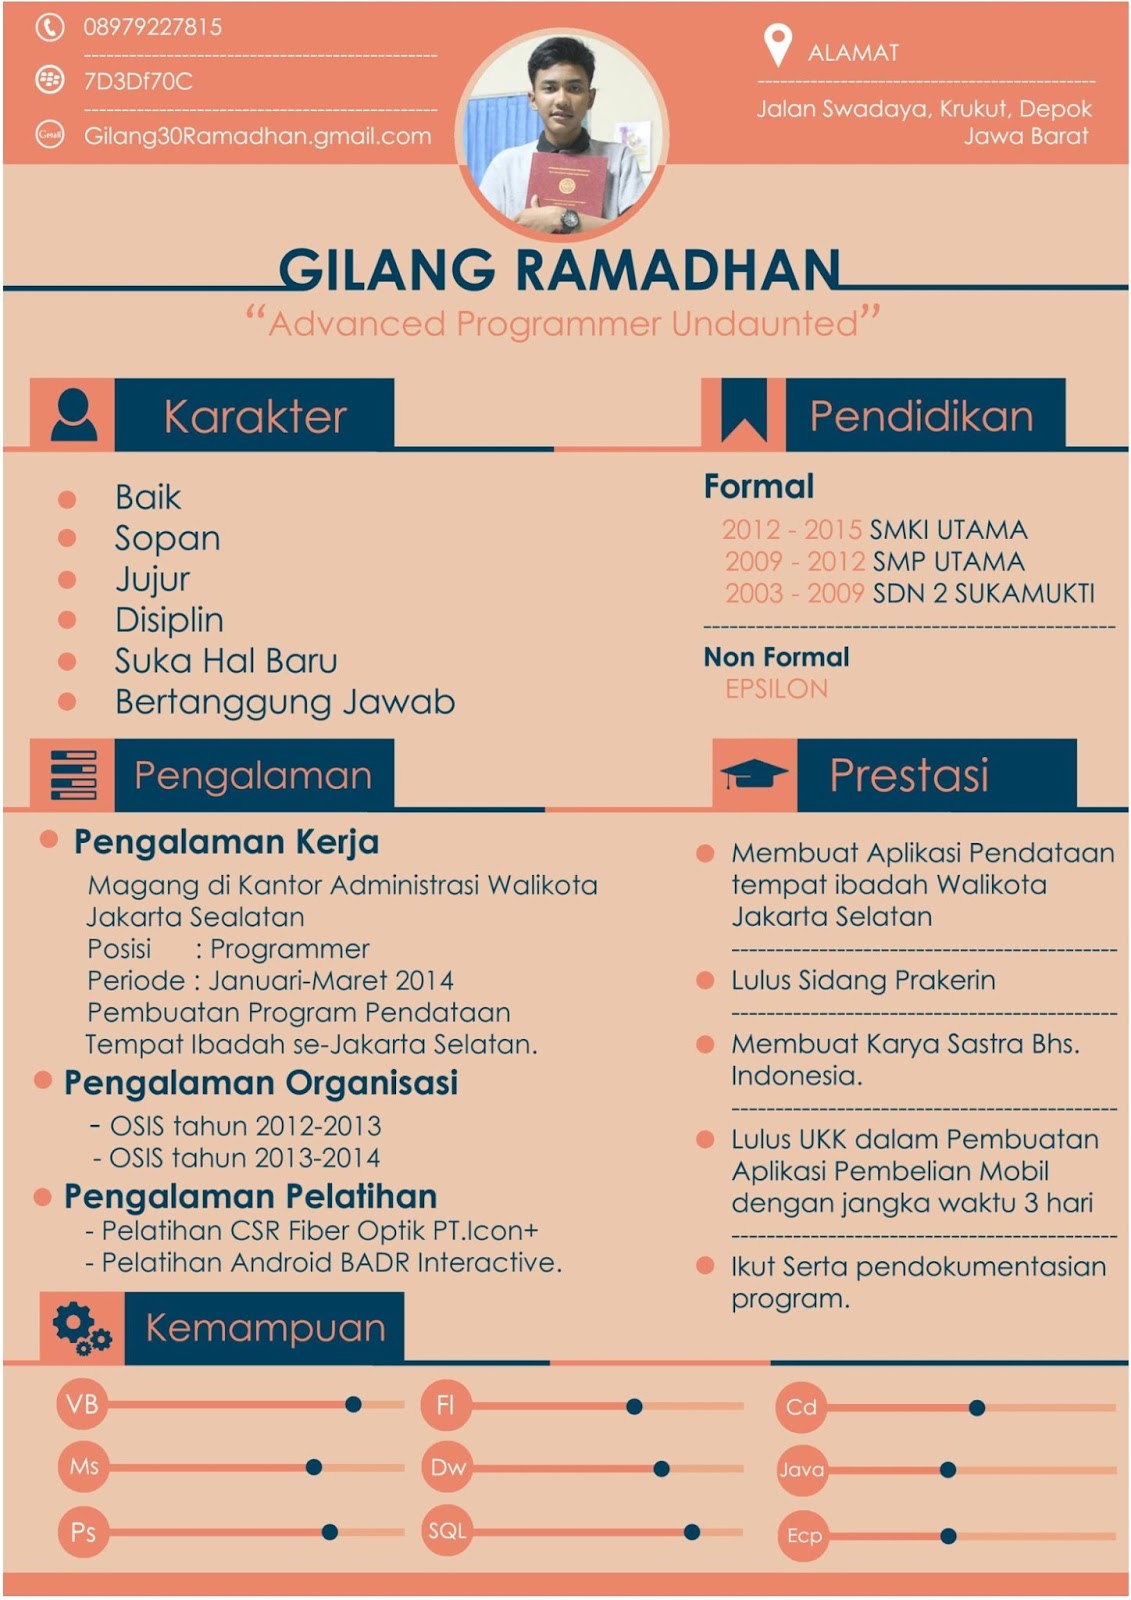 08979227815
7D3Df70C
Gmail
Gilang30Ramadhan.gmail.com
ALAMAT
Jalan Swadaya, Krukut, Depok
Jawa Barat
GILANG RAMADHAN
“Advanced Programmer Undaunted”
Karakter
Baik
Sopan
Jujur
Disiplin
Suka Hal Baru
Bertanggung Jawab
Pendidikan
Formal
2012 - 2015 SMKI UTAMA
2009 - 2012 SMP UTAMA
2003 - 2009 SDN 2 SUKAMUKTI
Non Formal
EPSILON
Pengalaman
Pengalaman Kerja
Magang di Kantor Administrasi Walikota
Jakarta Sealatan
Posisi : Programmer
Periode : Januari-Maret 2014
Pembuatan Program Pendataan
Tempat Ibadah se-Jakarta Selatan.
Pengalaman Organisasi
- OSIS tahun 2012-2013
- OSIS tahun 2013-2014
Pengalaman Pelatihan
- Pelatihan CSR Fiber Optik PT.Icon+
- Pelatihan Android BADR Interactive.
Prestasi
Membuat Aplikasi Pendataan
tempat ibadah Walikota
Jakarta Selatan
Lulus Sidang Prakerin
Membuat Karya Sastra Bhs.
Indonesia.
Lulus UKK dalam Pembuatan
Aplikasi Pembelian Mobil
dengan jangka waktu 3 hari
Ikut Serta pendokumentasian
program.
Kemampuan
VB
Fl
Cd
Ms
Dw
Java
Ps
SQL
Ecp